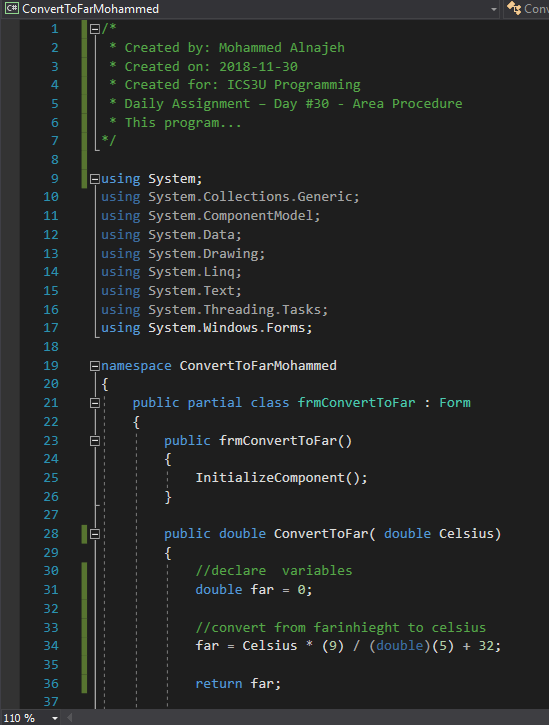 C# ConvertToFarMohammed Conv
1 /*
2 * Created by: Mohammed Alnajeh
3 * Created on: 2018-11-30
4 * Created for: ICS3U Programming
5 * Daily Assignment – Day #30 - Area Procedure
6 * This program...
7 */
8
9 using System;
10 using System.Collections.Generic;
11 using System.ComponentModel;
12 using System.Data;
13 using System.Drawing;
14 using System.Linq;
15 using System.Text;
16 using System.Threading.Tasks;
17 using System.Windows.Forms;
18
19 namespace ConvertToFarMohammed
20 {
21 public partial class frmConvertToFar : Form
22 {
23 public frmConvertToFar()
24 {
25 InitializeComponent();
26 }
27
28 public double ConvertToFar( double Celsius)
29 {
30 //declare  variables
31 double far = 0;
32
33 //convert from farinhieght to celsius
34 far = Celsius * (9) / (double)(5) + 32;
35
36 return far;
37
110 %